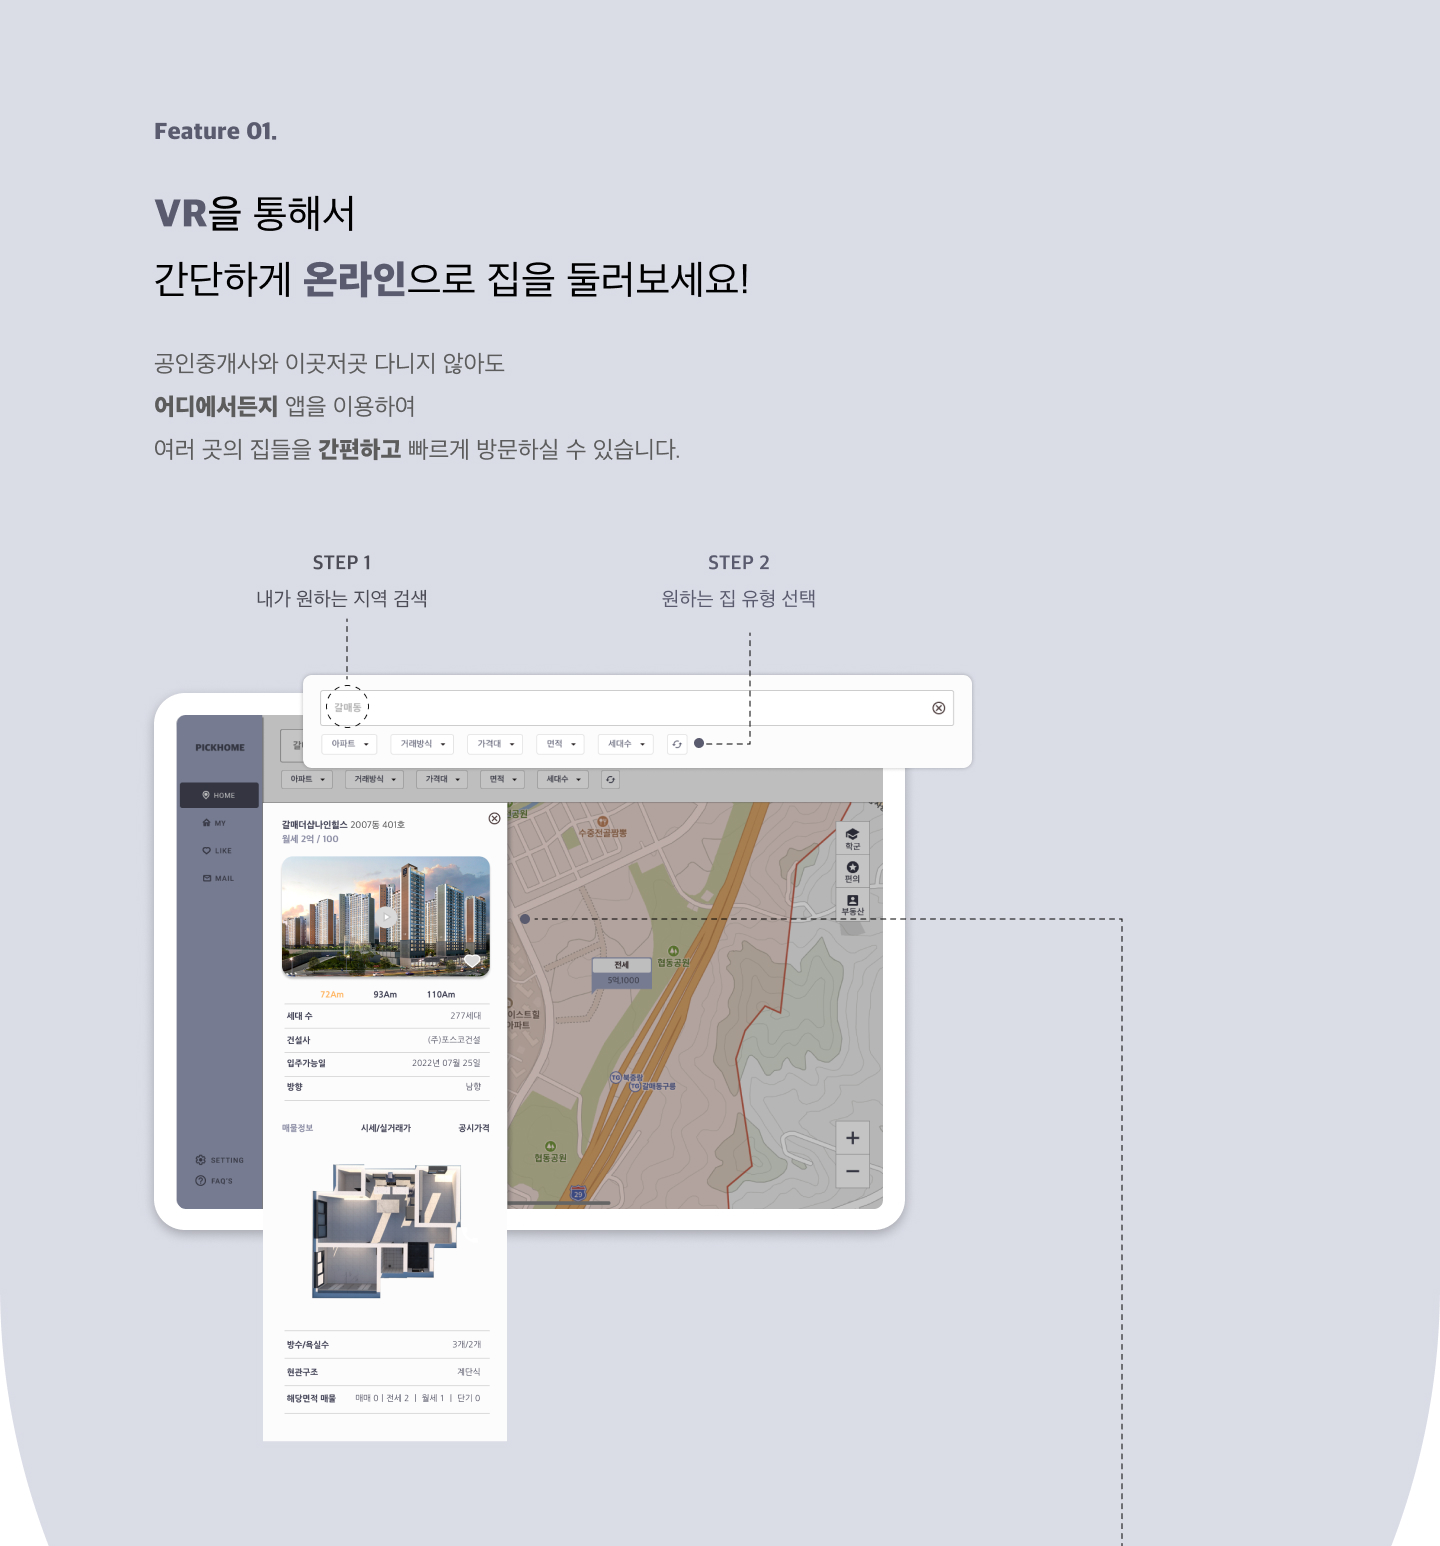 Feature 01.
VR을 통해서
간단하게 온라인으로 집을 둘러보세요!
공인중개사와 이곳저곳 다니지 않아도
어디에서든지 앱을 이용하여
여러 곳의 집들을 간편하고 빠르게 방문하실 수 있습니다.
STEP 1
내가 원하는 지역 검색
STEP 2
원하는 집 유형 선택
갈매동
아파트
거래방식
가격대
면적
세대수
PICKHOME
HOME
MY
LIKE
MAIL
SETTING
FAQ'S
아파트
거래방식
가격대
면적
세대수
갈매더샵나인힐스 2007동 401호
월세 2억 / 100
72Am
93Am
110Am
세대 수 277세대
건설사 (주)포스코건설
입주가능일 2022년 07월 25일
방향 남향
매물정보
시세/실거래가
공시가격
방수/욕실수 3개/2개
현관구조 계단식
해당면적 매물 매매 0 | 전세 2 | 월세 1 | 단기 0
공원
수중전골짬뽕
학군
편의
부동산
협동공원
전세
5억,1000
이스트힐
아파트
TG 북중랑
TG 갈매동구릉
협동공원
29